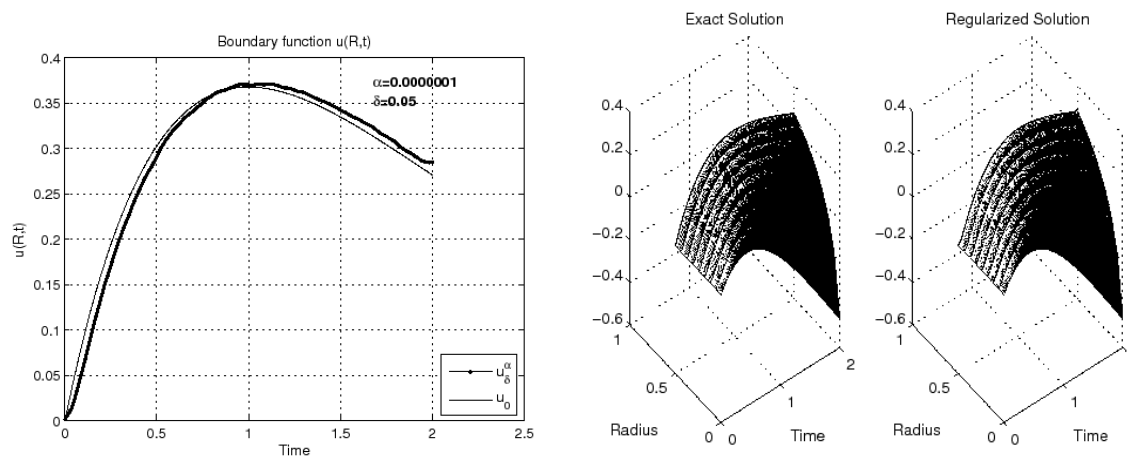 Boundary function u(R,t)
0.4
0.35
0.3
0.25
0.2
0.15
0.1
0.05
0
u(R,t)
α=0.0000001
δ=0.05
u_δ^α
u_0
0 0.5 1 1.5 2 2.5
Time
Exact Solution
0.4
0.2
0
−0.2
−0.4
−0.6
1
0.5
0
Radius
0
1
2
Time
Regularized Solution
0.4
0.2
0
−0.2
−0.4
−0.6
1
0.5
0
Radius
0
1
Time